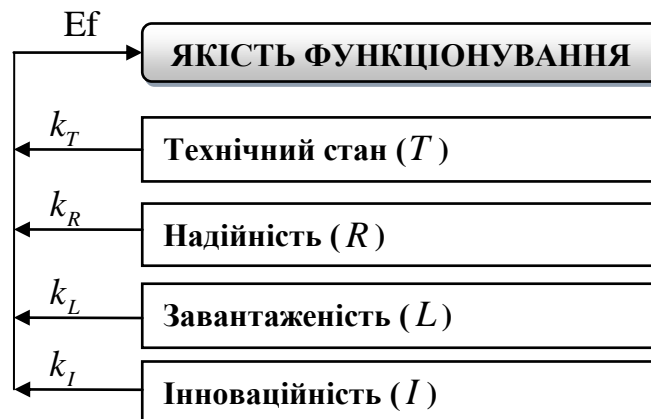 Ef
ЯКІСТЬ ФУНКЦІОНУВАННЯ
k_T
Технічний стан (T)
k_R
Надійність (R)
k_L
Завантаженість (L)
k_I
Інноваційність (I)